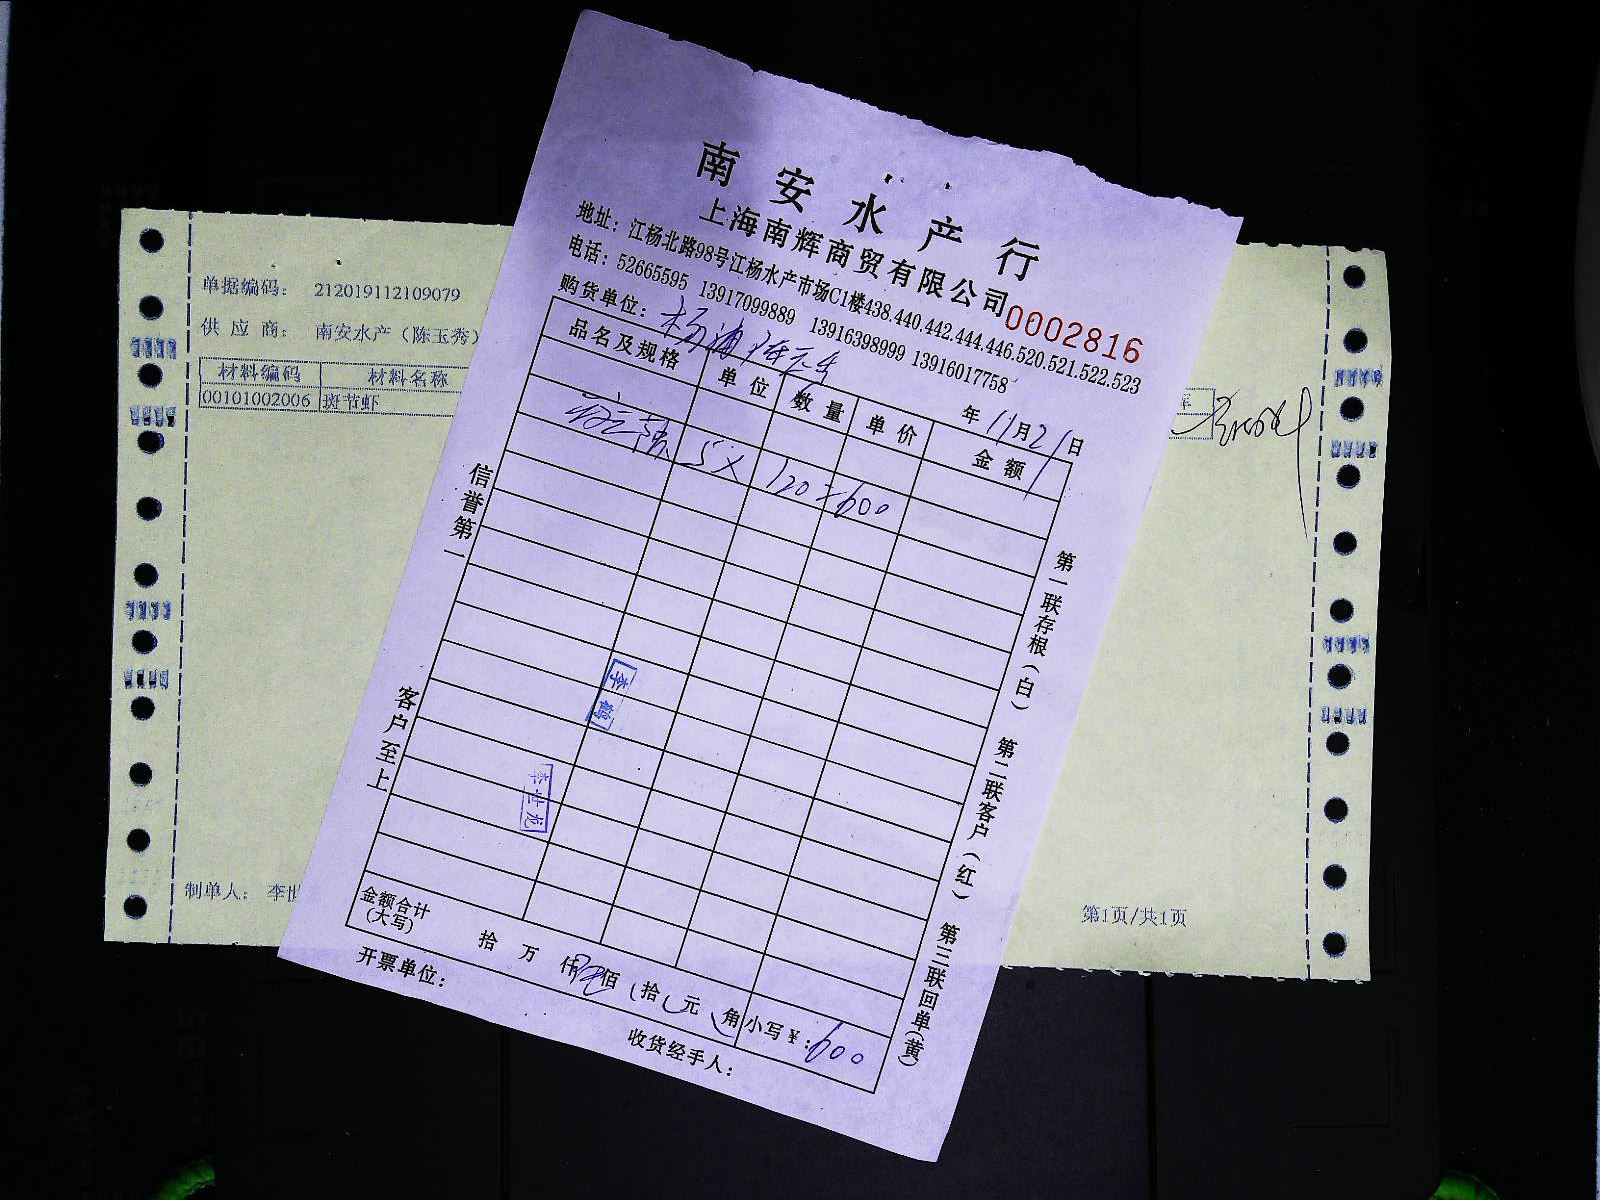 南安水产行
上海南辉商贸有限公司
0002816
地址：江杨北路98号江杨水产市场C1楼438.440.442.444.446.520.521.522.523
电话：52665595 13917099889 13916398999 13916017758
购货单位：杨浦
年11月21日
品名及规格 单位 数量 单价 金额
5× 120=600
信誉第一
客户至上
第一联存根（白） 第二联客户（红） 第三联回单（黄）
李鹤
李世龙
金额合计（大写） 拾 万 仟 佰 拾 元 角 小写￥：600
开票单位：
收货经手人：
单据编码： 212019112109079
供应商： 南安水产（陈玉秀）
材料编码 材料名称
00101002006 斑节虾
制单人： 李世
第1页/共1页